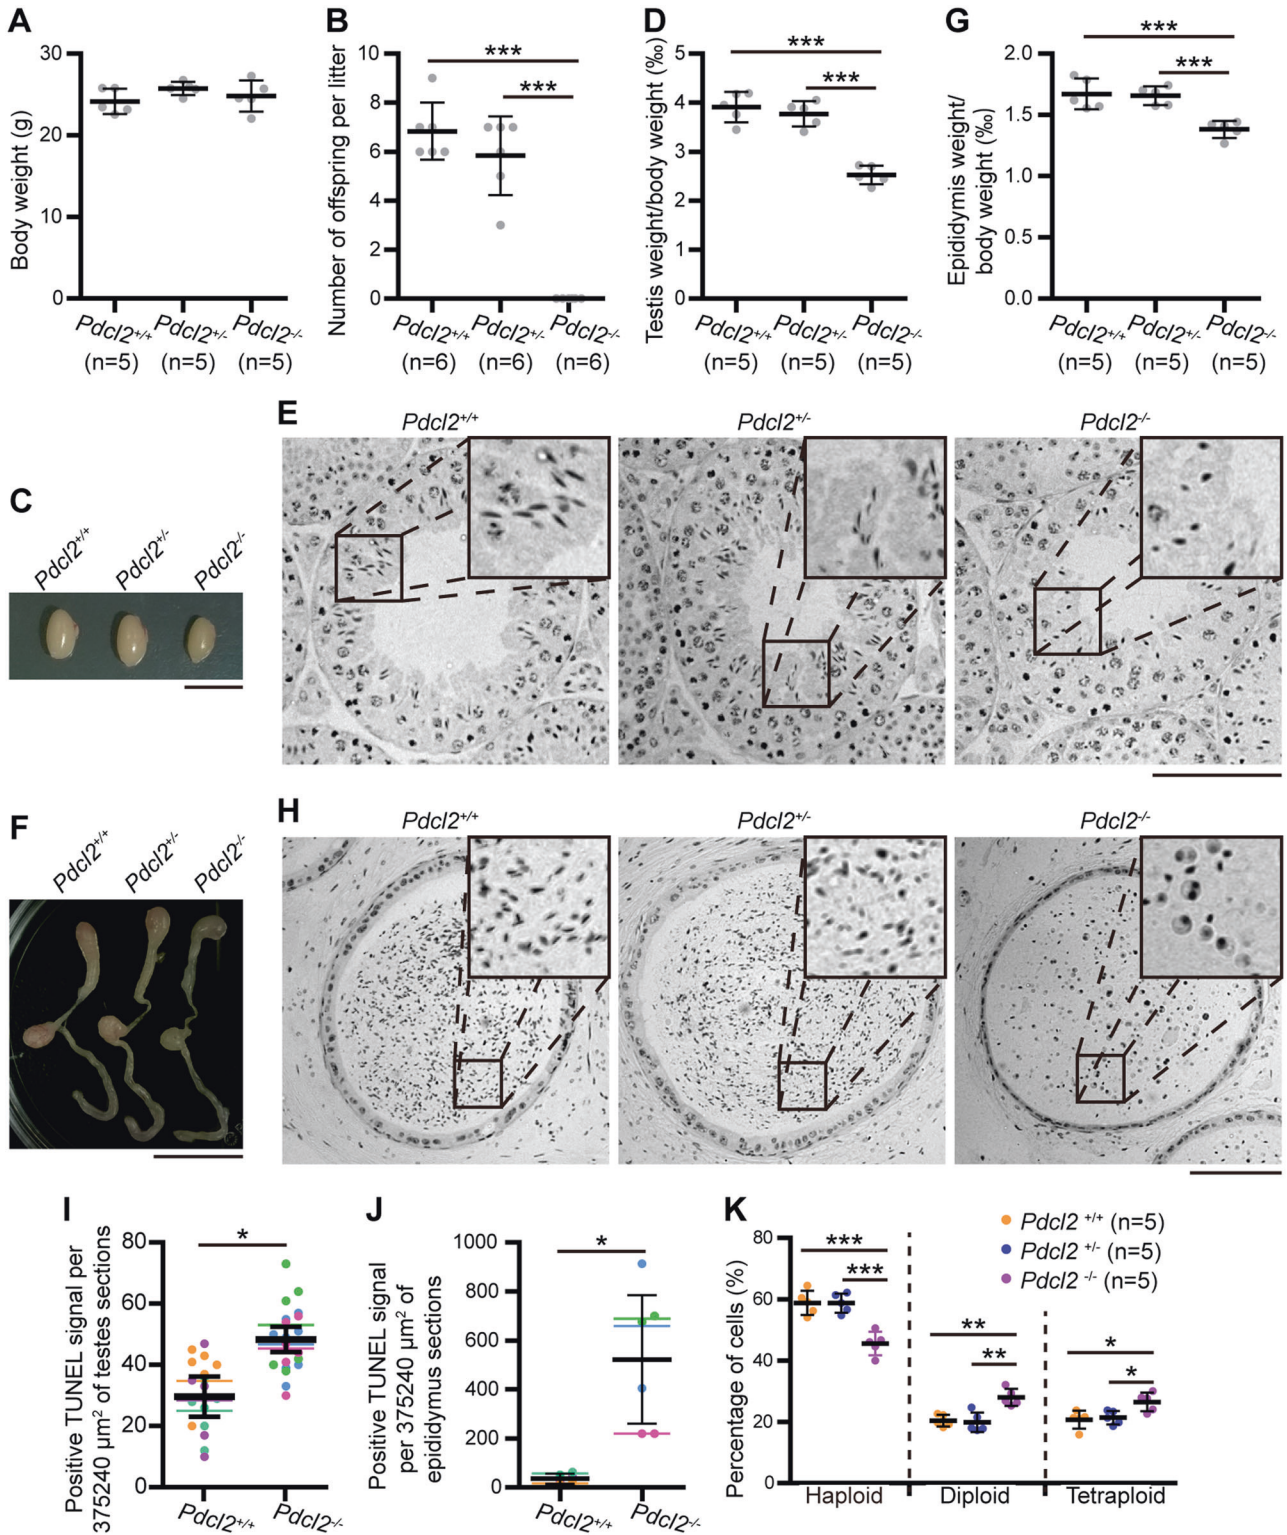 A
Body weight (g)
30
20
10
0
Pdcl2+/+ Pdcl2+/- Pdcl2-/-
(n=5) (n=5) (n=5)
B
Number of offspring per litter
10
8
6
4
2
0
***
***
Pdcl2+/+ Pdcl2+/- Pdcl2-/-
(n=6) (n=6) (n=6)
D
Testis weight/body weight (‰)
5
4
3
2
1
0
***
***
Pdcl2+/+ Pdcl2+/- Pdcl2-/-
(n=5) (n=5) (n=5)
G
Epididymis weight/
body weight (‰)
2.0
1.5
1.0
0.5
0.0
***
***
Pdcl2+/+ Pdcl2+/- Pdcl2-/-
(n=5) (n=5) (n=5)
C
Pdcl2+/+ Pdcl2+/- Pdcl2-/-
E
Pdcl2+/+ Pdcl2+/- Pdcl2-/-
F
Pdcl2+/+ Pdcl2+/- Pdcl2-/-
H
Pdcl2+/+ Pdcl2+/- Pdcl2-/-
I
Positive TUNEL signal per
375240 µm2 of testes sections
80
60
40
20
0
*
Pdcl2+/+ Pdcl2-/-
J
Positive TUNEL signal
per 375240 µm2 of
epididymus sections
1000
800
600
400
200
0
*
Pdcl2+/+ Pdcl2-/-
K
Pdcl2 +/+ (n=5)
Pdcl2 +/- (n=5)
Pdcl2 -/- (n=5)
Percentage of cells (%)
80
60
40
20
0
***
***
**
**
*
*
Haploid Diploid Tetraploid